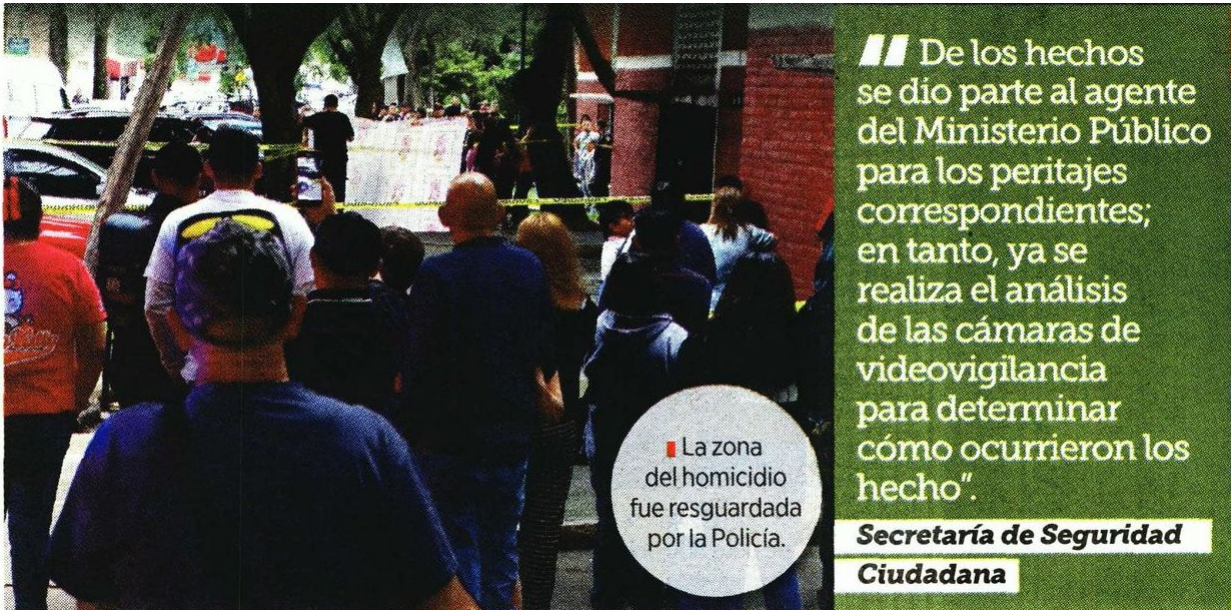 La zona
del homicidio
fue resguardada
por la Policía.
"De los hechos
se dio parte al agente
del Ministerio Público
para los peritajes
correspondientes;
en tanto, ya se
realiza el análisis
de las cámaras de
videovigilancia
para determinar
cómo ocurrieron los
hecho".
Secretaría de Seguridad
Ciudadana